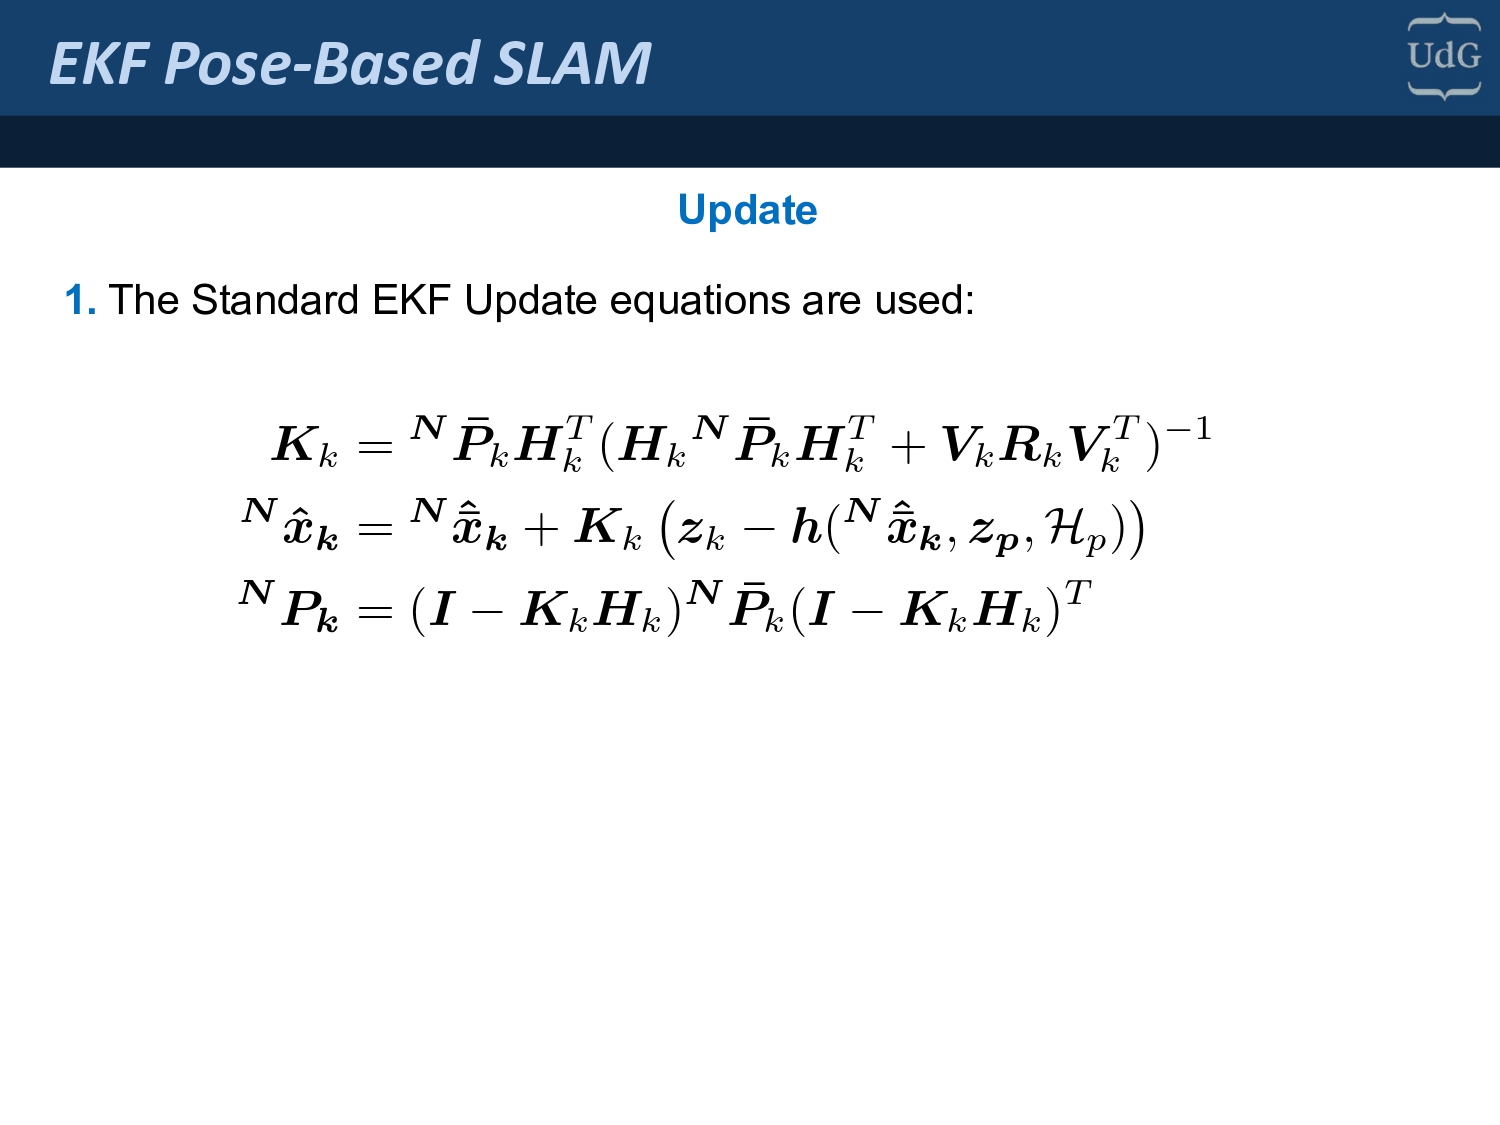 EKF Pose-Based SLAM
UdG
Update
1. The Standard EKF Update equations are used:
$\boldsymbol{K}_k = {}^{\boldsymbol{N}}\bar{\boldsymbol{P}}_k \boldsymbol{H}_k^T (\boldsymbol{H}_k {}^{\boldsymbol{N}}\bar{\boldsymbol{P}}_k \boldsymbol{H}_k^T + \boldsymbol{V}_k \boldsymbol{R}_k \boldsymbol{V}_k^T)^{-1}$
${}^{\boldsymbol{N}}\hat{\boldsymbol{x}}_{\boldsymbol{k}} = {}^{\boldsymbol{N}}\hat{\bar{\boldsymbol{x}}}_{\boldsymbol{k}} + \boldsymbol{K}_k \left( \boldsymbol{z}_k - \boldsymbol{h}({}^{\boldsymbol{N}}\hat{\bar{\boldsymbol{x}}}_{\boldsymbol{k}}, \boldsymbol{z}_{\boldsymbol{p}}, \mathcal{H}_p) \right)$
${}^{\boldsymbol{N}}\boldsymbol{P}_{\boldsymbol{k}} = (\boldsymbol{I} - \boldsymbol{K}_k \boldsymbol{H}_k) {}^{\boldsymbol{N}}\bar{\boldsymbol{P}}_k (\boldsymbol{I} - \boldsymbol{K}_k \boldsymbol{H}_k)^T$